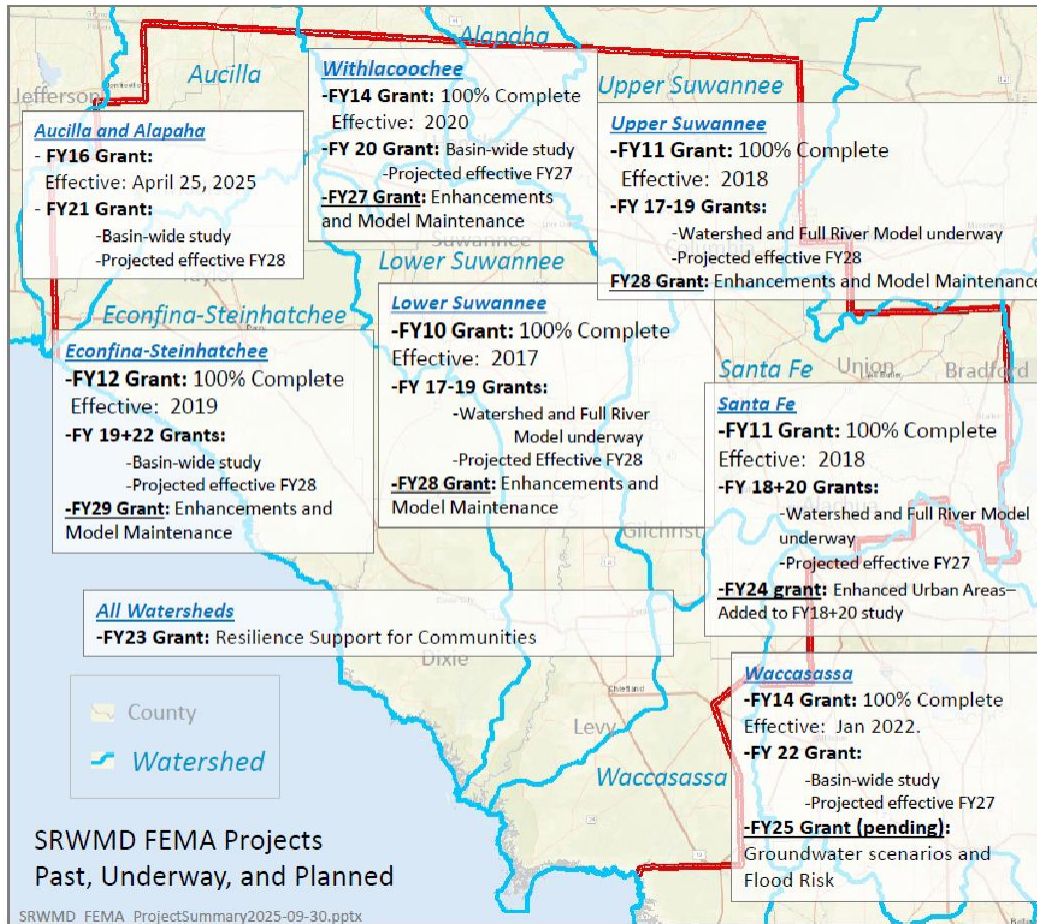 Alapaha
Aucilla
Jefferson
Upper Suwannee
Aucilla and Alapaha
- FY16 Grant:
Effective: April 25, 2025
- FY21 Grant:
-Basin-wide study
-Projected effective FY28
Withlacoochee
-FY14 Grant: 100% Complete
Effective: 2020
-FY 20 Grant: Basin-wide study
-Projected effective FY27
-FY27 Grant: Enhancements
and Model Maintenance
Upper Suwannee
-FY11 Grant: 100% Complete
Effective: 2018
-FY 17-19 Grants:
-Watershed and Full River Model underway
-Projected effective FY28
FY28 Grant: Enhancements and Model Maintenance
Suwannee
Columbia
Taylor
Lower Suwannee
Econfina-Steinhatchee
Econfina-Steinhatchee
-FY12 Grant: 100% Complete
Effective: 2019
-FY 19+22 Grants:
-Basin-wide study
-Projected effective FY28
-FY29 Grant: Enhancements and
Model Maintenance
Lower Suwannee
-FY10 Grant: 100% Complete
Effective: 2017
-FY 17-19 Grants:
-Watershed and Full River
Model underway
-Projected Effective FY28
-FY28 Grant: Enhancements and
Model Maintenance
Santa Fe
Union
Bradford
Santa Fe
-FY11 Grant: 100% Complete
Effective: 2018
-FY 18+20 Grants:
-Watershed and Full River Model
underway
-Projected effective FY27
-FY24 grant: Enhanced Urban Areas–
Added to FY18+20 study
Gilchrist
All Watersheds
-FY23 Grant: Resilience Support for Communities
Dixie
Chiefland
Levy
Waccasassa
Waccasassa
-FY14 Grant: 100% Complete
Effective: Jan 2022.
-FY 22 Grant:
-Basin-wide study
-Projected effective FY27
-FY25 Grant (pending):
Groundwater scenarios and
Flood Risk
County
Watershed
SRWMD FEMA Projects
Past, Underway, and Planned
SRWMD_FEMA_ProjectSummary2025-09-30.pptx